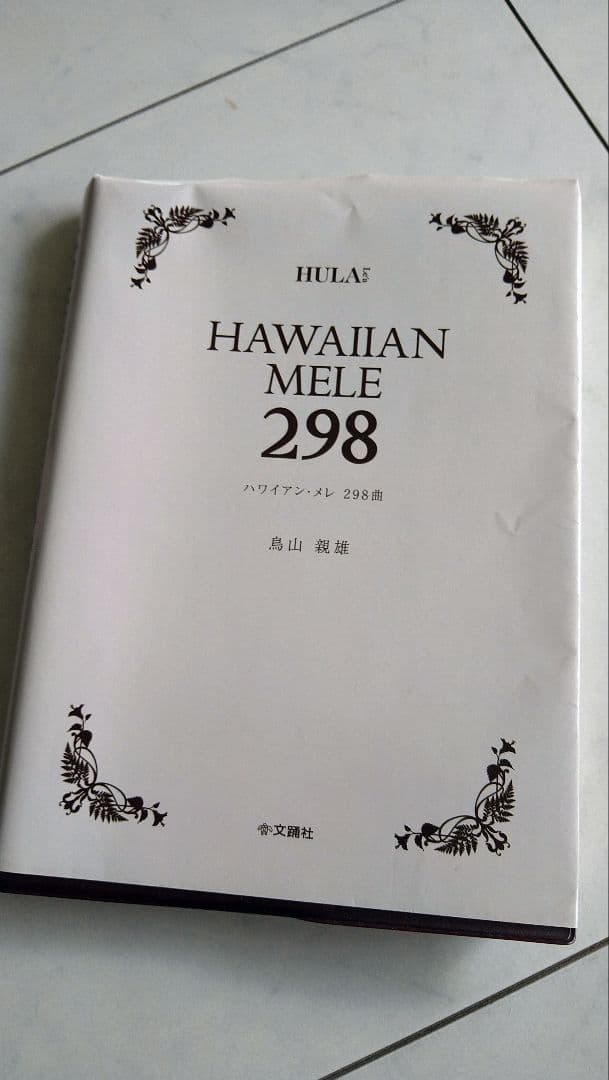 HULA Le'a
HAWAIIAN
MELE
298
ハワイアン・メレ 298曲
鳥山 親雄
文踊社